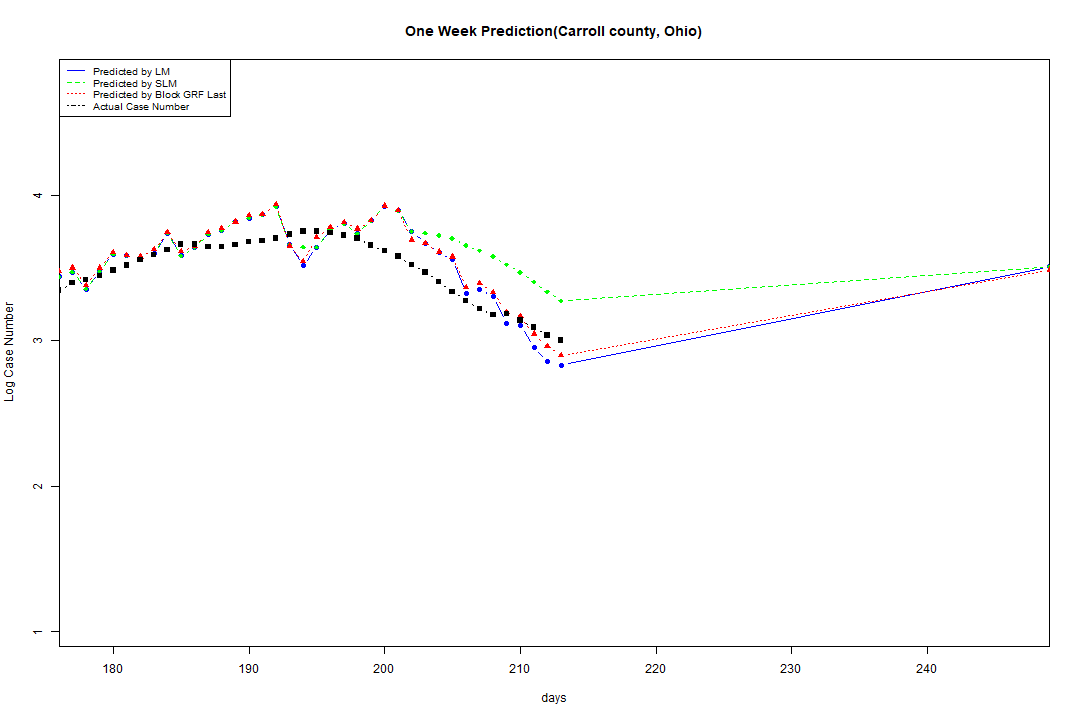 One Week Prediction(Carroll county, Ohio)
Predicted by LM
Predicted by SLM
Predicted by Block GRF Last
Actual Case Number
4
3
2
1
Log Case Number
180 190 200 210 220 230 240
days